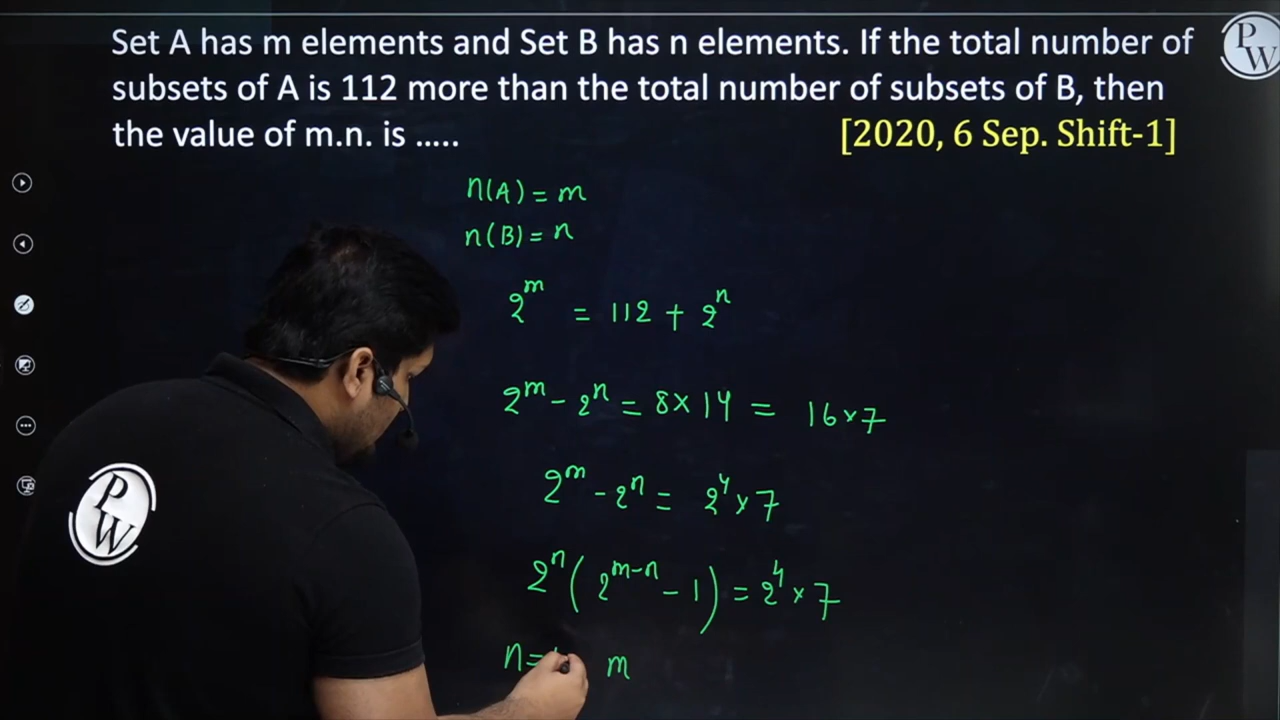 Set A has m elements and Set B has n elements. If the total number of
subsets of A is 112 more than the total number of subsets of B, then
the value of m.n. is ..... [2020, 6 Sep. Shift-1]
P
W
n(A) = m
n(B) = n
2^m = 112 + 2^n
2^m - 2^n = 8 × 14 = 16 × 7
2^m - 2^n = 2^4 × 7
2^n (2^{m-n} - 1) = 2^4 × 7
n = m
P
W